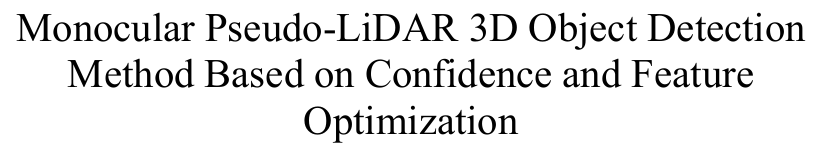 Monocular Pseudo-LiDAR 3D Object Detection
Method Based on Confidence and Feature
Optimization